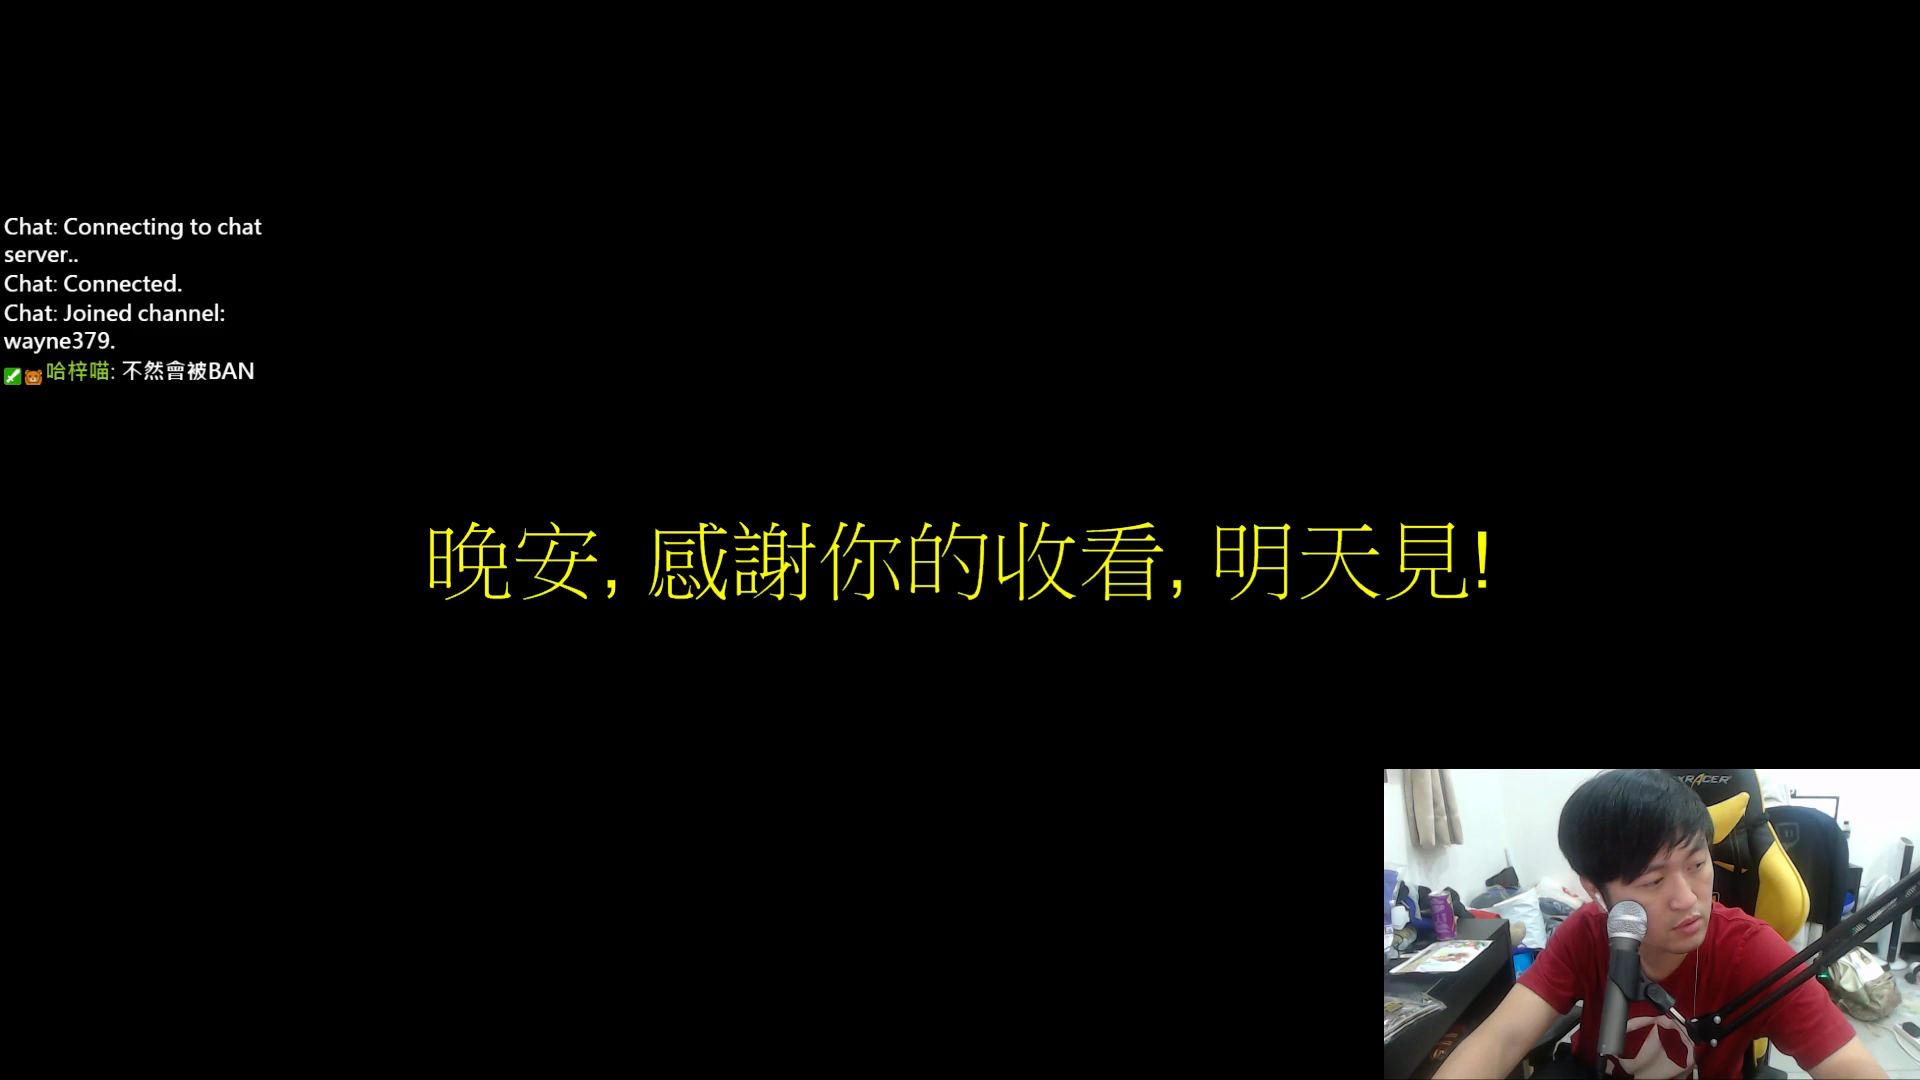 Chat: Connecting to chat
server..
Chat: Connected.
Chat: Joined channel:
wayne379.
哈梓喵: 不然會被BAN
晚安, 感謝你的收看, 明天見!
XRACER